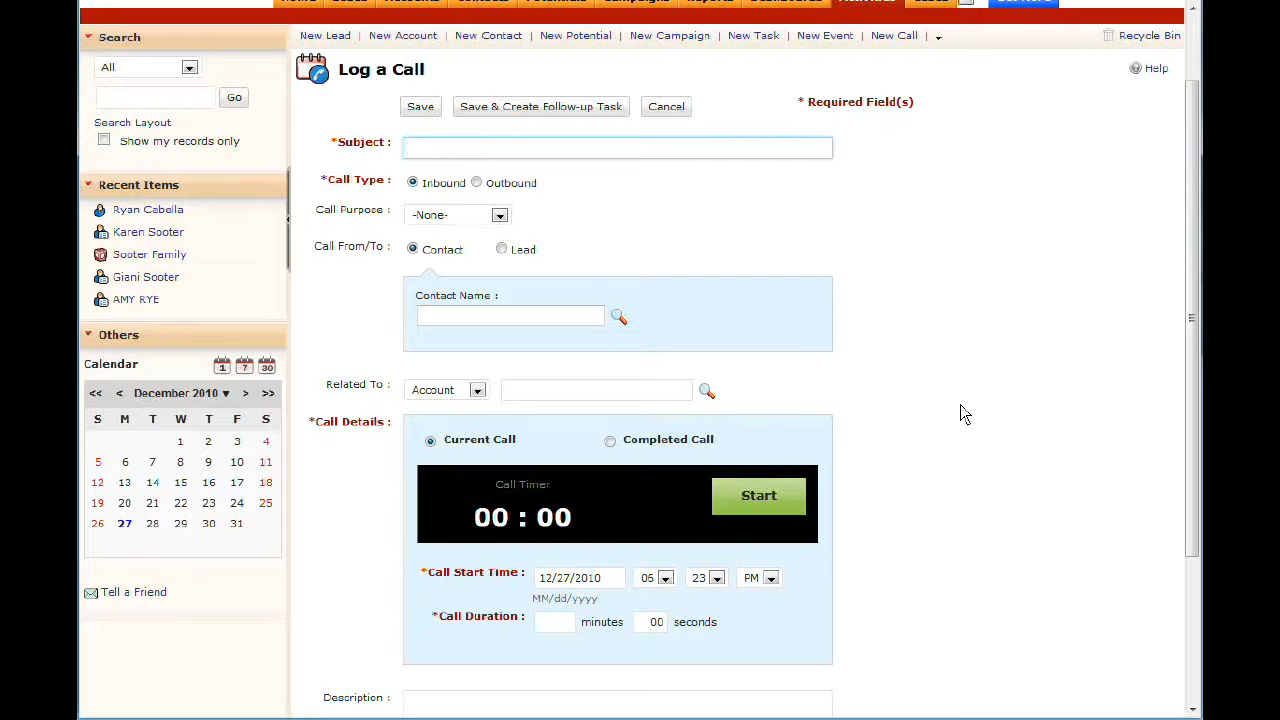 New Lead | New Account | New Contact | New Potential | New Campaign | New Task | New Event | New Call |
Recycle Bin
Search
All
Go
Search Layout
Show my records only
Recent Items
Ryan Cabella
Karen Sooter
Sooter Family
Giani Sooter
AMY RYE
Others
Calendar
1 7 30
<< < December 2010 ▾ > >>
S M T W T F S
1 2 3 4
5 6 7 8 9 10 11
12 13 14 15 16 17 18
19 20 21 22 23 24 25
26 27 28 29 30 31
Tell a Friend
Log a Call
Help
Save
Save & Create Follow-up Task
Cancel
* Required Field(s)
*Subject :
*Call Type :
Inbound
Outbound
Call Purpose :
-None-
Call From/To :
Contact
Lead
Contact Name :
Related To :
Account
*Call Details :
Current Call
Completed Call
Call Timer
00 : 00
Start
*Call Start Time :
12/27/2010
06
23
PM
MM/dd/yyyy
*Call Duration :
minutes
00
seconds
Description :